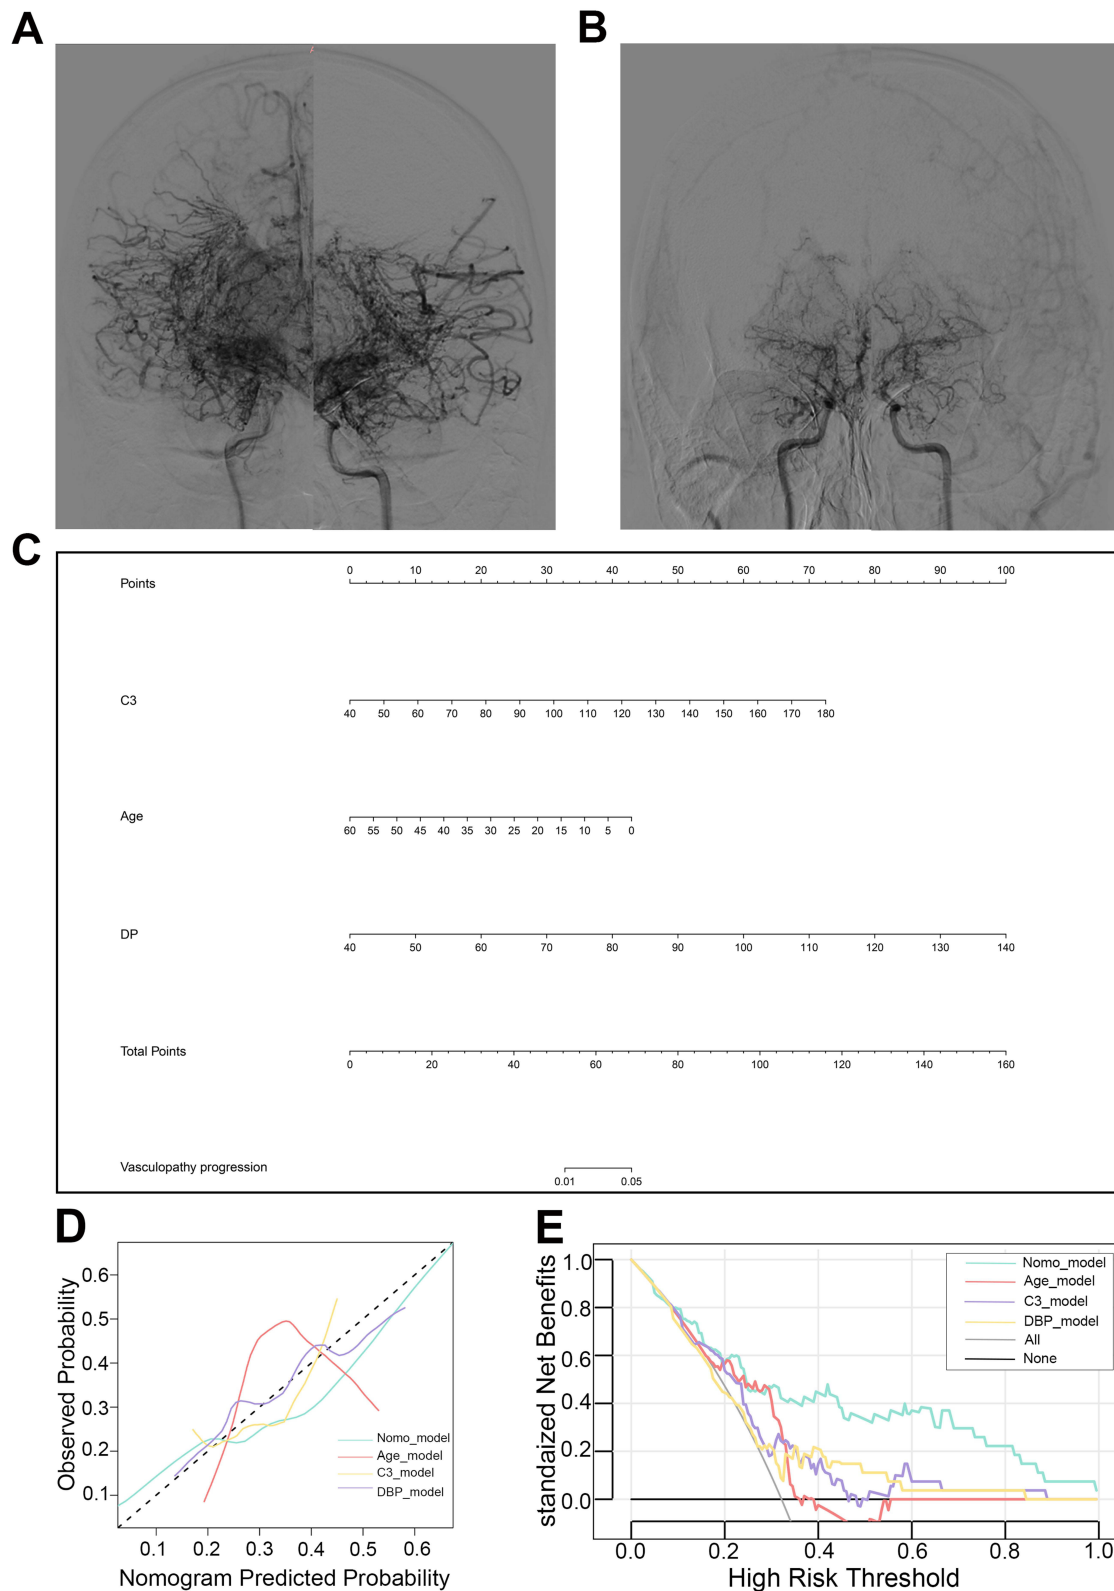 A
B
C
Points
0 10 20 30 40 50 60 70 80 90 100
C3
40 50 60 70 80 90 100 110 120 130 140 150 160 170 180
Age
60 55 50 45 40 35 30 25 20 15 10 5 0
DP
40 50 60 70 80 90 100 110 120 130 140
Total Points
0 20 40 60 80 100 120 140 160
Vasculopathy progression
0.01 0.05
D
Observed Probability
0.6
0.5
0.4
0.3
0.2
0.1
Nomo_model
Age_model
C3_model
DBP_model
0.1 0.2 0.3 0.4 0.5 0.6
Nomogram Predicted Probability
E
standaized Net Benefits
1.0
0.8
0.6
0.4
0.2
0.0
Nomo_model
Age_model
C3_model
DBP_model
All
None
0.0 0.2 0.4 0.6 0.8 1.0
High Risk Threshold